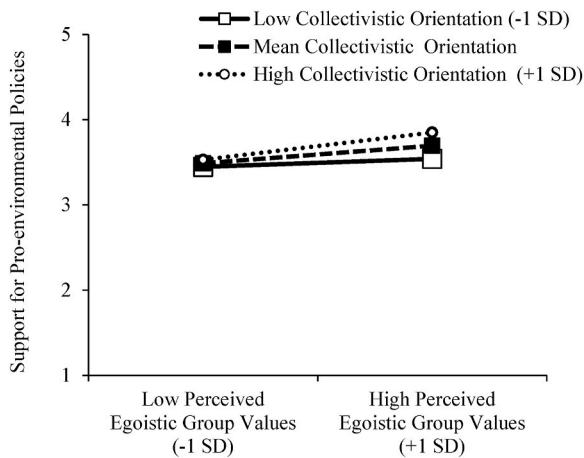 Low Collectivistic Orientation (-1 SD)
Mean Collectivistic Orientation
High Collectivistic Orientation (+1 SD)
Support for Pro-environmental Policies
5
4
3
2
1
Low Perceived
Egoistic Group Values
(-1 SD)
High Perceived
Egoistic Group Values
(+1 SD)